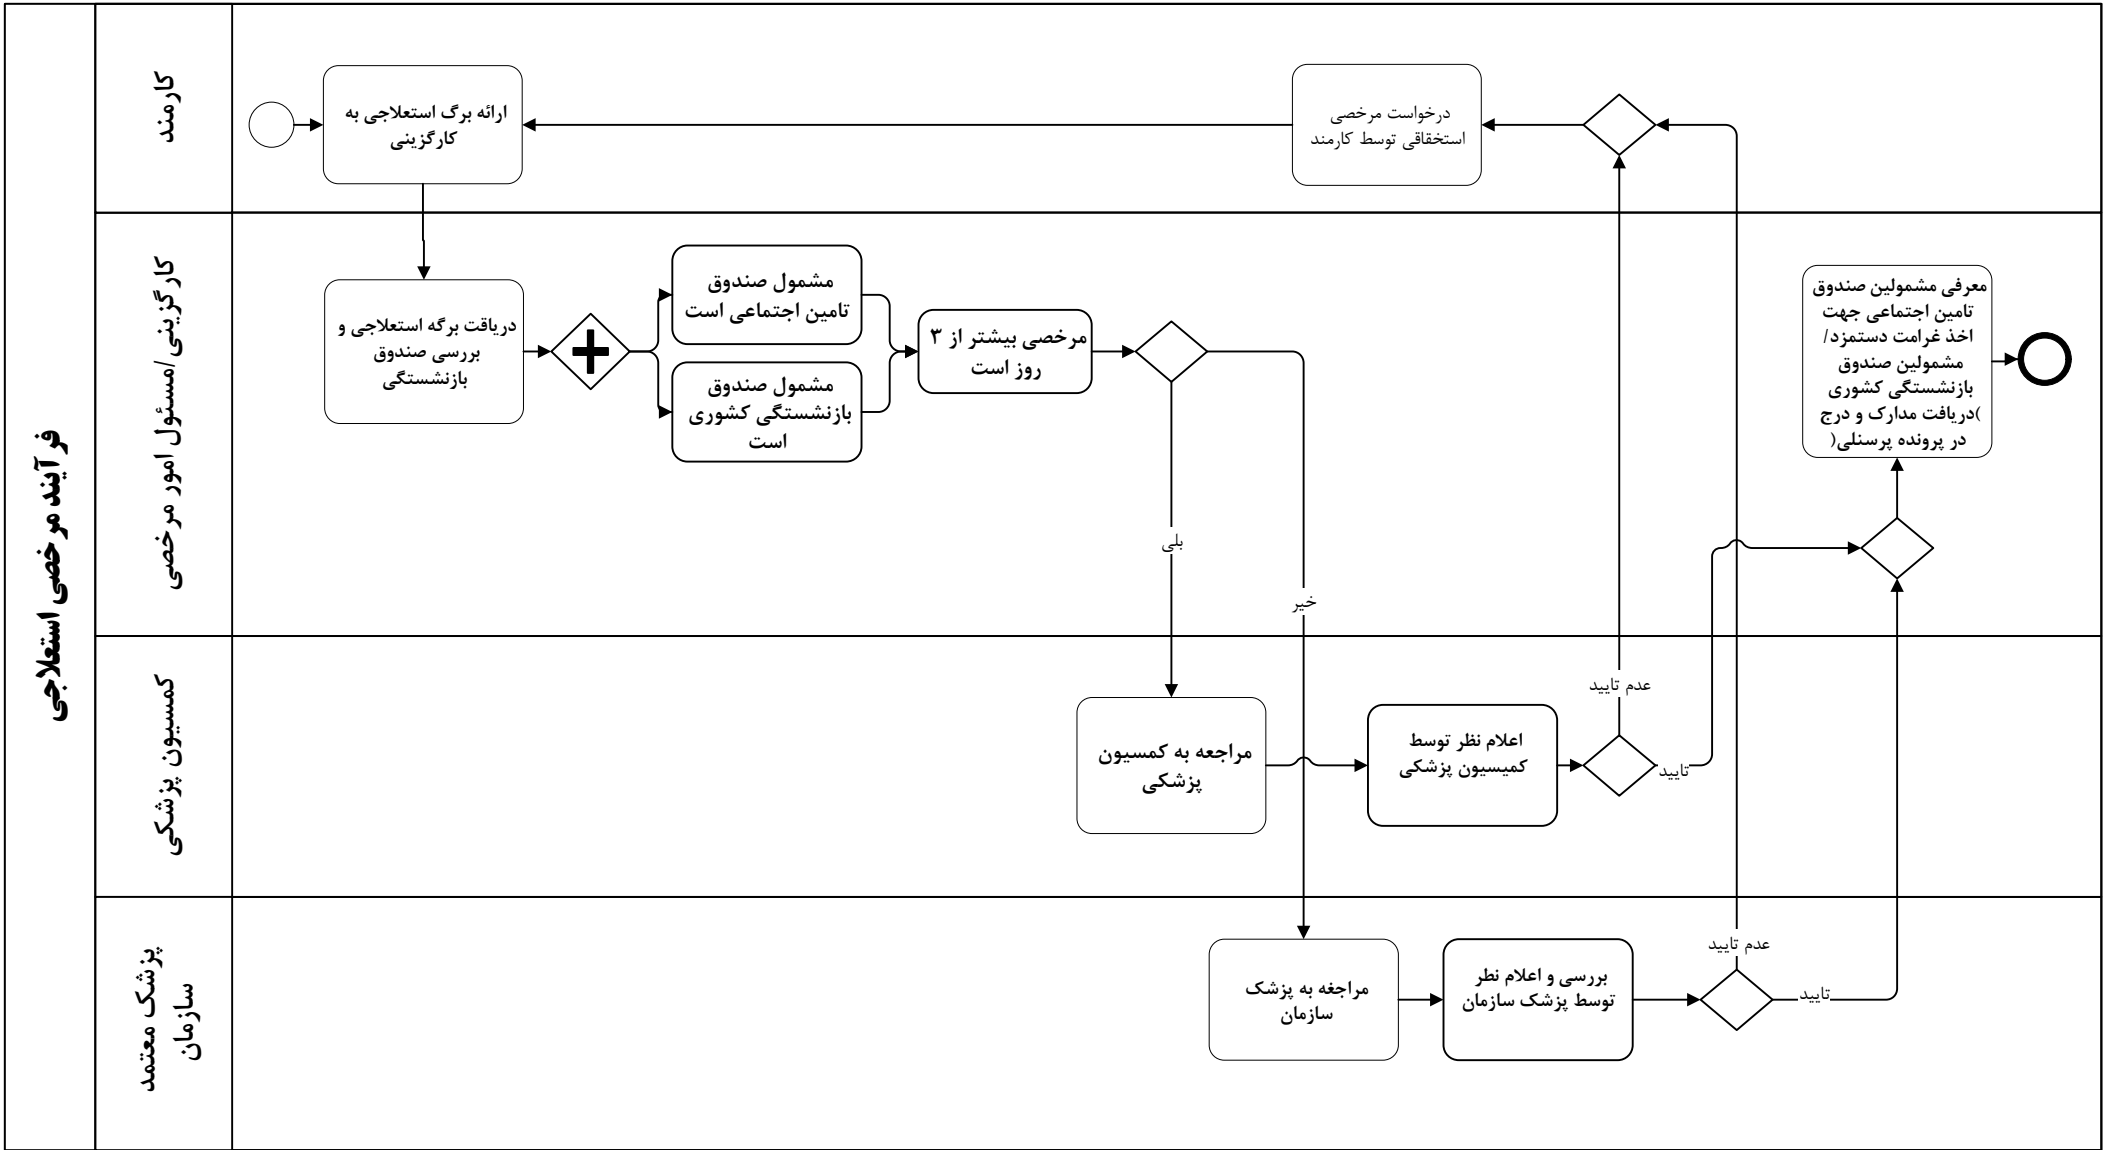 فرآیند مرخصی استعلاجی
کارمند
ارائه برگ استعلاجی به
کارگزینی
درخواست مرخصی
استخقاقی توسط کارمند
کارگزینی/مسئول امور مرخصی
دریاقت برگه استعلاجی و
بررسی صندوق
بازنشستگی
مشمول صندوق
تامین اجتماعی است
مشمول صندوق
بازنشستگی کشوری
است
مرخصی بیشتر از ۳
روز است
بلی
خیر
معرفی مشمولین صندوق
تامین اجتماعی جهت
اخذ غرامت دستمزد/
مشمولین صندوق
بازنشستگی کشوری
)دریافت مدارک و درج
در پرونده پرسنلی(
کمسیون پزشکی
مراجعه به کمسیون
پزشکی
اعلام نظر توسط
کمیسیون پزشکی
عدم تایید
تایید
پزشک معتمد
سازمان
مراجغه به پزشک
سازمان
بررسی و اعلام نطر
توسط پزشک سازمان
عدم تایید
تایید